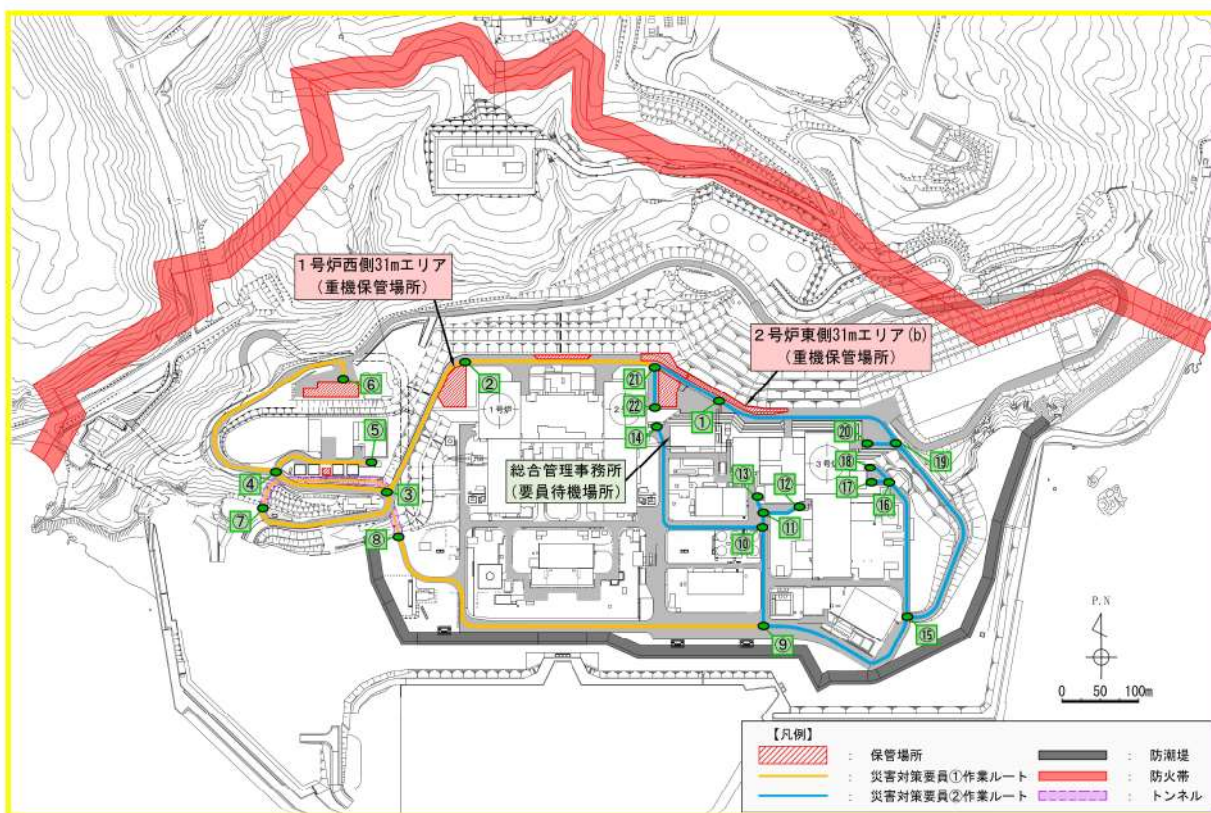 1号炉西側31mエリア
(重機保管場所)
2号炉東側31mエリア(b)
(重機保管場所)
⑥
②
㉑
㉒
①
1号炉
2
⑭
⑤
総合管理事務所
(要員待機場所)
⑳
⑲
④
③
⑬
⑫
3号炉
⑱
⑰
⑯
⑦
⑧
⑪
⑩
⑨
⑮
P.N
0 50 100m
【凡例】
: 保管場所
: 防潮堤
: 災害対策要員①作業ルート
: 防火帯
: 災害対策要員②作業ルート
: トンネル